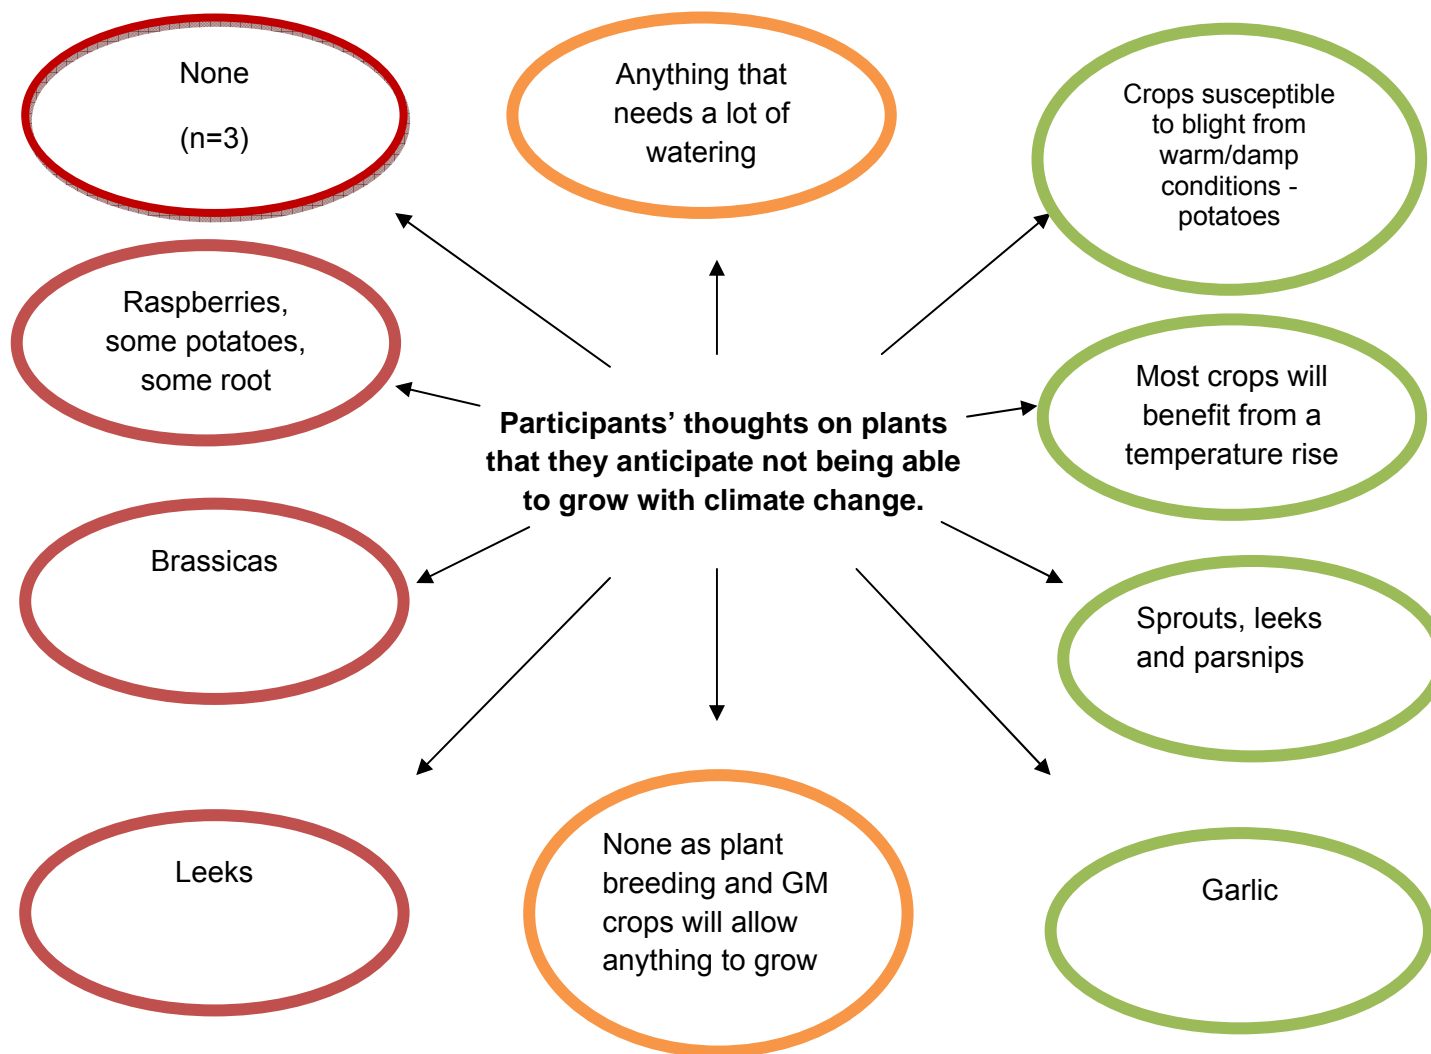 None
(n=3)
Anything that
needs a lot of
watering
Crops susceptible
to blight from
warm/damp
conditions -
potatoes
Raspberries,
some potatoes,
some root
Most crops will
benefit from a
temperature rise
Participants’ thoughts on plants
that they anticipate not being able
to grow with climate change.
Brassicas
Sprouts, leeks
and parsnips
Leeks
None as plant
breeding and GM
crops will allow
anything to grow
Garlic